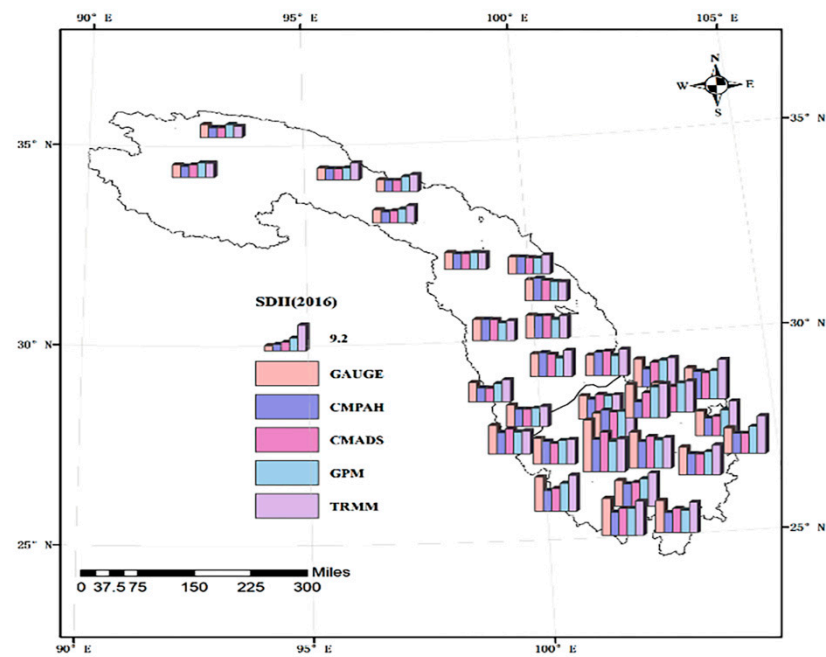 90° E 95° E 100° E 105° E
N
W E
S
35° N 35° N
30° N 30° N
25° N 25° N
SDII(2016)
9.2
GAUGE
CMPAH
CMADS
GPM
TRMM
Miles
0 37.5 75 150 225 300
90° E 95° E 100° E